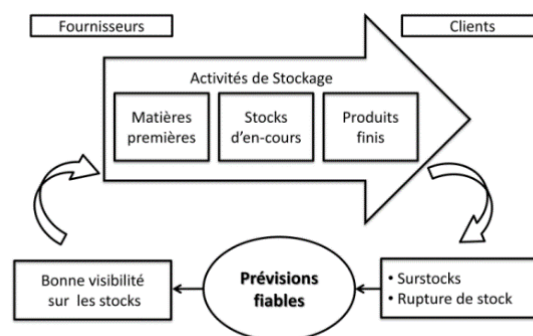 Fournisseurs
Clients
Activités de Stockage
Matières
premières
Stocks
d'en-cours
Produits
finis
Bonne visibilité
sur les stocks
Prévisions
fiables
• Surstocks
• Rupture de stock